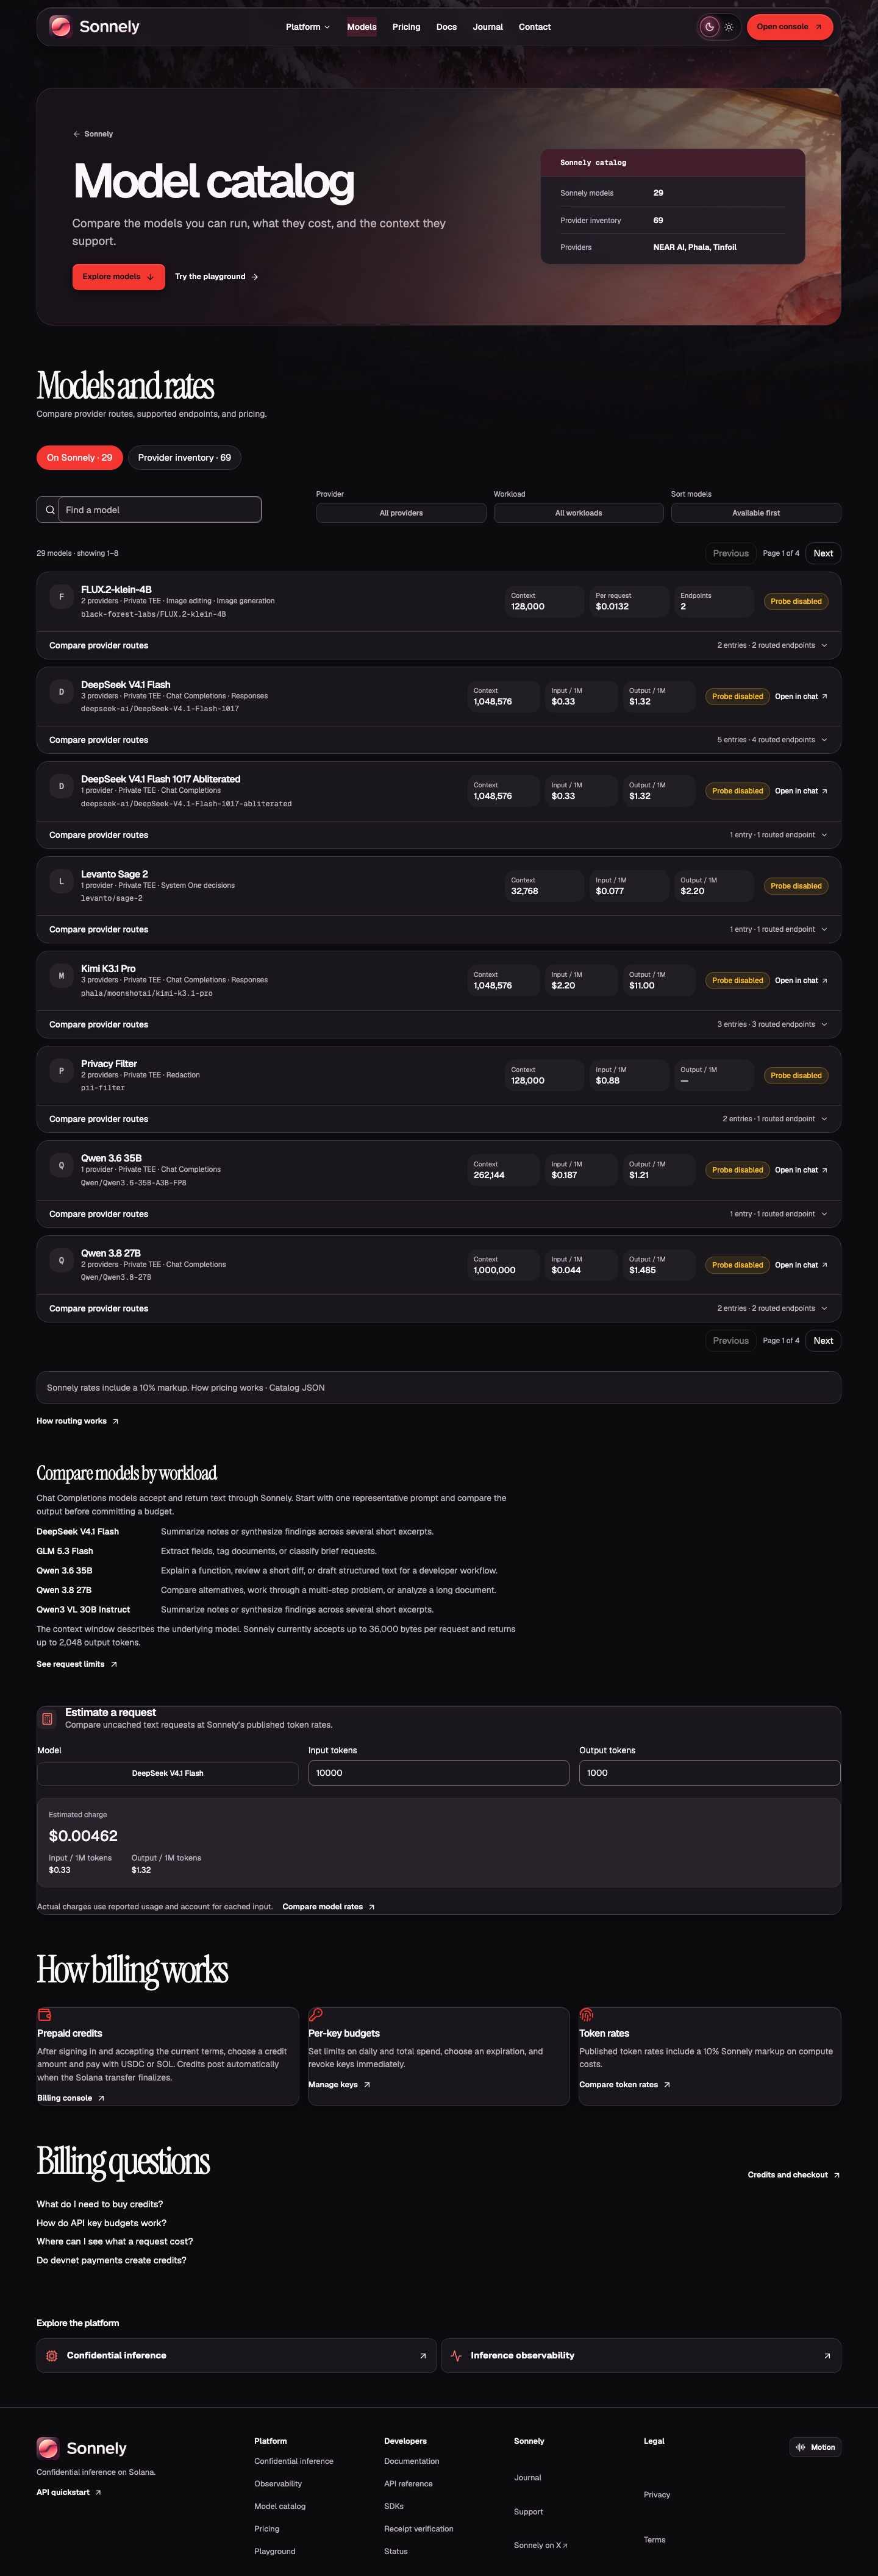 Sonnely
Platform
Models
Pricing
Docs
Journal
Contact
Open console
Sonnely
Model catalog
Compare the models you can run, what they cost, and the context they
support.
Explore models
Try the playground
Sonnely catalog
Sonnely models 29
Provider inventory 69
Providers NEAR AI, Phala, Tinfoil
Models and rates
Compare provider routes, supported endpoints, and pricing.
On Sonnely · 29
Provider inventory · 69
Find a model
Provider
All providers
Workload
All workloads
Sort models
Available first
29 models · showing 1–8
Previous
Page 1 of 4
Next
F
FLUX.2-klein-4B
2 providers · Private TEE · Image editing · Image generation
black-forest-labs/FLUX.2-klein-4B
Context
128,000
Per request
$0.0132
Endpoints
2
Probe disabled
Compare provider routes
2 entries · 2 routed endpoints
D
DeepSeek V4.1 Flash
3 providers · Private TEE · Chat Completions · Responses
deepseek-ai/DeepSeek-V4.1-Flash-1017
Context
1,048,576
Input / 1M
$0.33
Output / 1M
$1.32
Probe disabled
Open in chat
Compare provider routes
5 entries · 4 routed endpoints
D
DeepSeek V4.1 Flash 1017 Abliterated
1 provider · Private TEE · Chat Completions
deepseek-ai/DeepSeek-V4.1-Flash-1017-abliterated
Context
1,048,576
Input / 1M
$0.33
Output / 1M
$1.32
Probe disabled
Open in chat
Compare provider routes
1 entry · 1 routed endpoint
L
Levanto Sage 2
1 provider · Private TEE · System One decisions
levanto/sage-2
Context
32,768
Input / 1M
$0.077
Output / 1M
$2.20
Probe disabled
Compare provider routes
1 entry · 1 routed endpoint
M
Kimi K3.1 Pro
3 providers · Private TEE · Chat Completions · Responses
phala/moonshotai/kimi-k3.1-pro
Context
1,048,576
Input / 1M
$2.20
Output / 1M
$11.00
Probe disabled
Open in chat
Compare provider routes
3 entries · 3 routed endpoints
P
Privacy Filter
2 providers · Private TEE · Redaction
pii-filter
Context
128,000
Input / 1M
$0.88
Output / 1M
—
Probe disabled
Compare provider routes
2 entries · 1 routed endpoint
Q
Qwen 3.6 35B
1 provider · Private TEE · Chat Completions
Qwen/Qwen3.6-35B-A3B-FP8
Context
262,144
Input / 1M
$0.187
Output / 1M
$1.21
Probe disabled
Open in chat
Compare provider routes
1 entry · 1 routed endpoint
Q
Qwen 3.8 27B
2 providers · Private TEE · Chat Completions
Qwen/Qwen3.8-27B
Context
1,000,000
Input / 1M
$0.044
Output / 1M
$1.485
Probe disabled
Open in chat
Compare provider routes
2 entries · 2 routed endpoints
Previous
Page 1 of 4
Next
Sonnely rates include a 10% markup. How pricing works · Catalog JSON
How routing works
Compare models by workload
Chat Completions models accept and return text through Sonnely. Start with one representative prompt and compare the
output before committing a budget.
DeepSeek V4.1 Flash Summarize notes or synthesize findings across several short excerpts.
GLM 5.3 Flash Extract fields, tag documents, or classify brief requests.
Qwen 3.6 35B Explain a function, review a short diff, or draft structured text for a developer workflow.
Qwen 3.8 27B Compare alternatives, work through a multi-step problem, or analyze a long document.
Qwen3 VL 30B Instruct Summarize notes or synthesize findings across several short excerpts.
The context window describes the underlying model. Sonnely currently accepts up to 36,000 bytes per request and returns
up to 2,048 output tokens.
See request limits
Estimate a request
Compare uncached text requests at Sonnely's published token rates.
Model
DeepSeek V4.1 Flash
Input tokens
10000
Output tokens
1000
Estimated charge
$0.00462
Input / 1M tokens
$0.33
Output / 1M tokens
$1.32
Actual charges use reported usage and account for cached input.
Compare model rates
How billing works
Prepaid credits
After signing in and accepting the current terms, choose a credit
amount and pay with USDC or SOL. Credits post automatically
when the Solana transfer finalizes.
Billing console
Per-key budgets
Set limits on daily and total spend, choose an expiration, and
revoke keys immediately.
Manage keys
Token rates
Published token rates include a 10% Sonnely markup on compute
costs.
Compare token rates
Billing questions
Credits and checkout
What do I need to buy credits?
How do API key budgets work?
Where can I see what a request cost?
Do devnet payments create credits?
Explore the platform
Confidential inference
Inference observability
Sonnely
Confidential inference on Solana.
API quickstart
Platform
Confidential inference
Observability
Model catalog
Pricing
Playground
Developers
Documentation
API reference
SDKs
Receipt verification
Status
Sonnely
Journal
Support
Sonnely on X
Legal
Privacy
Terms
Motion